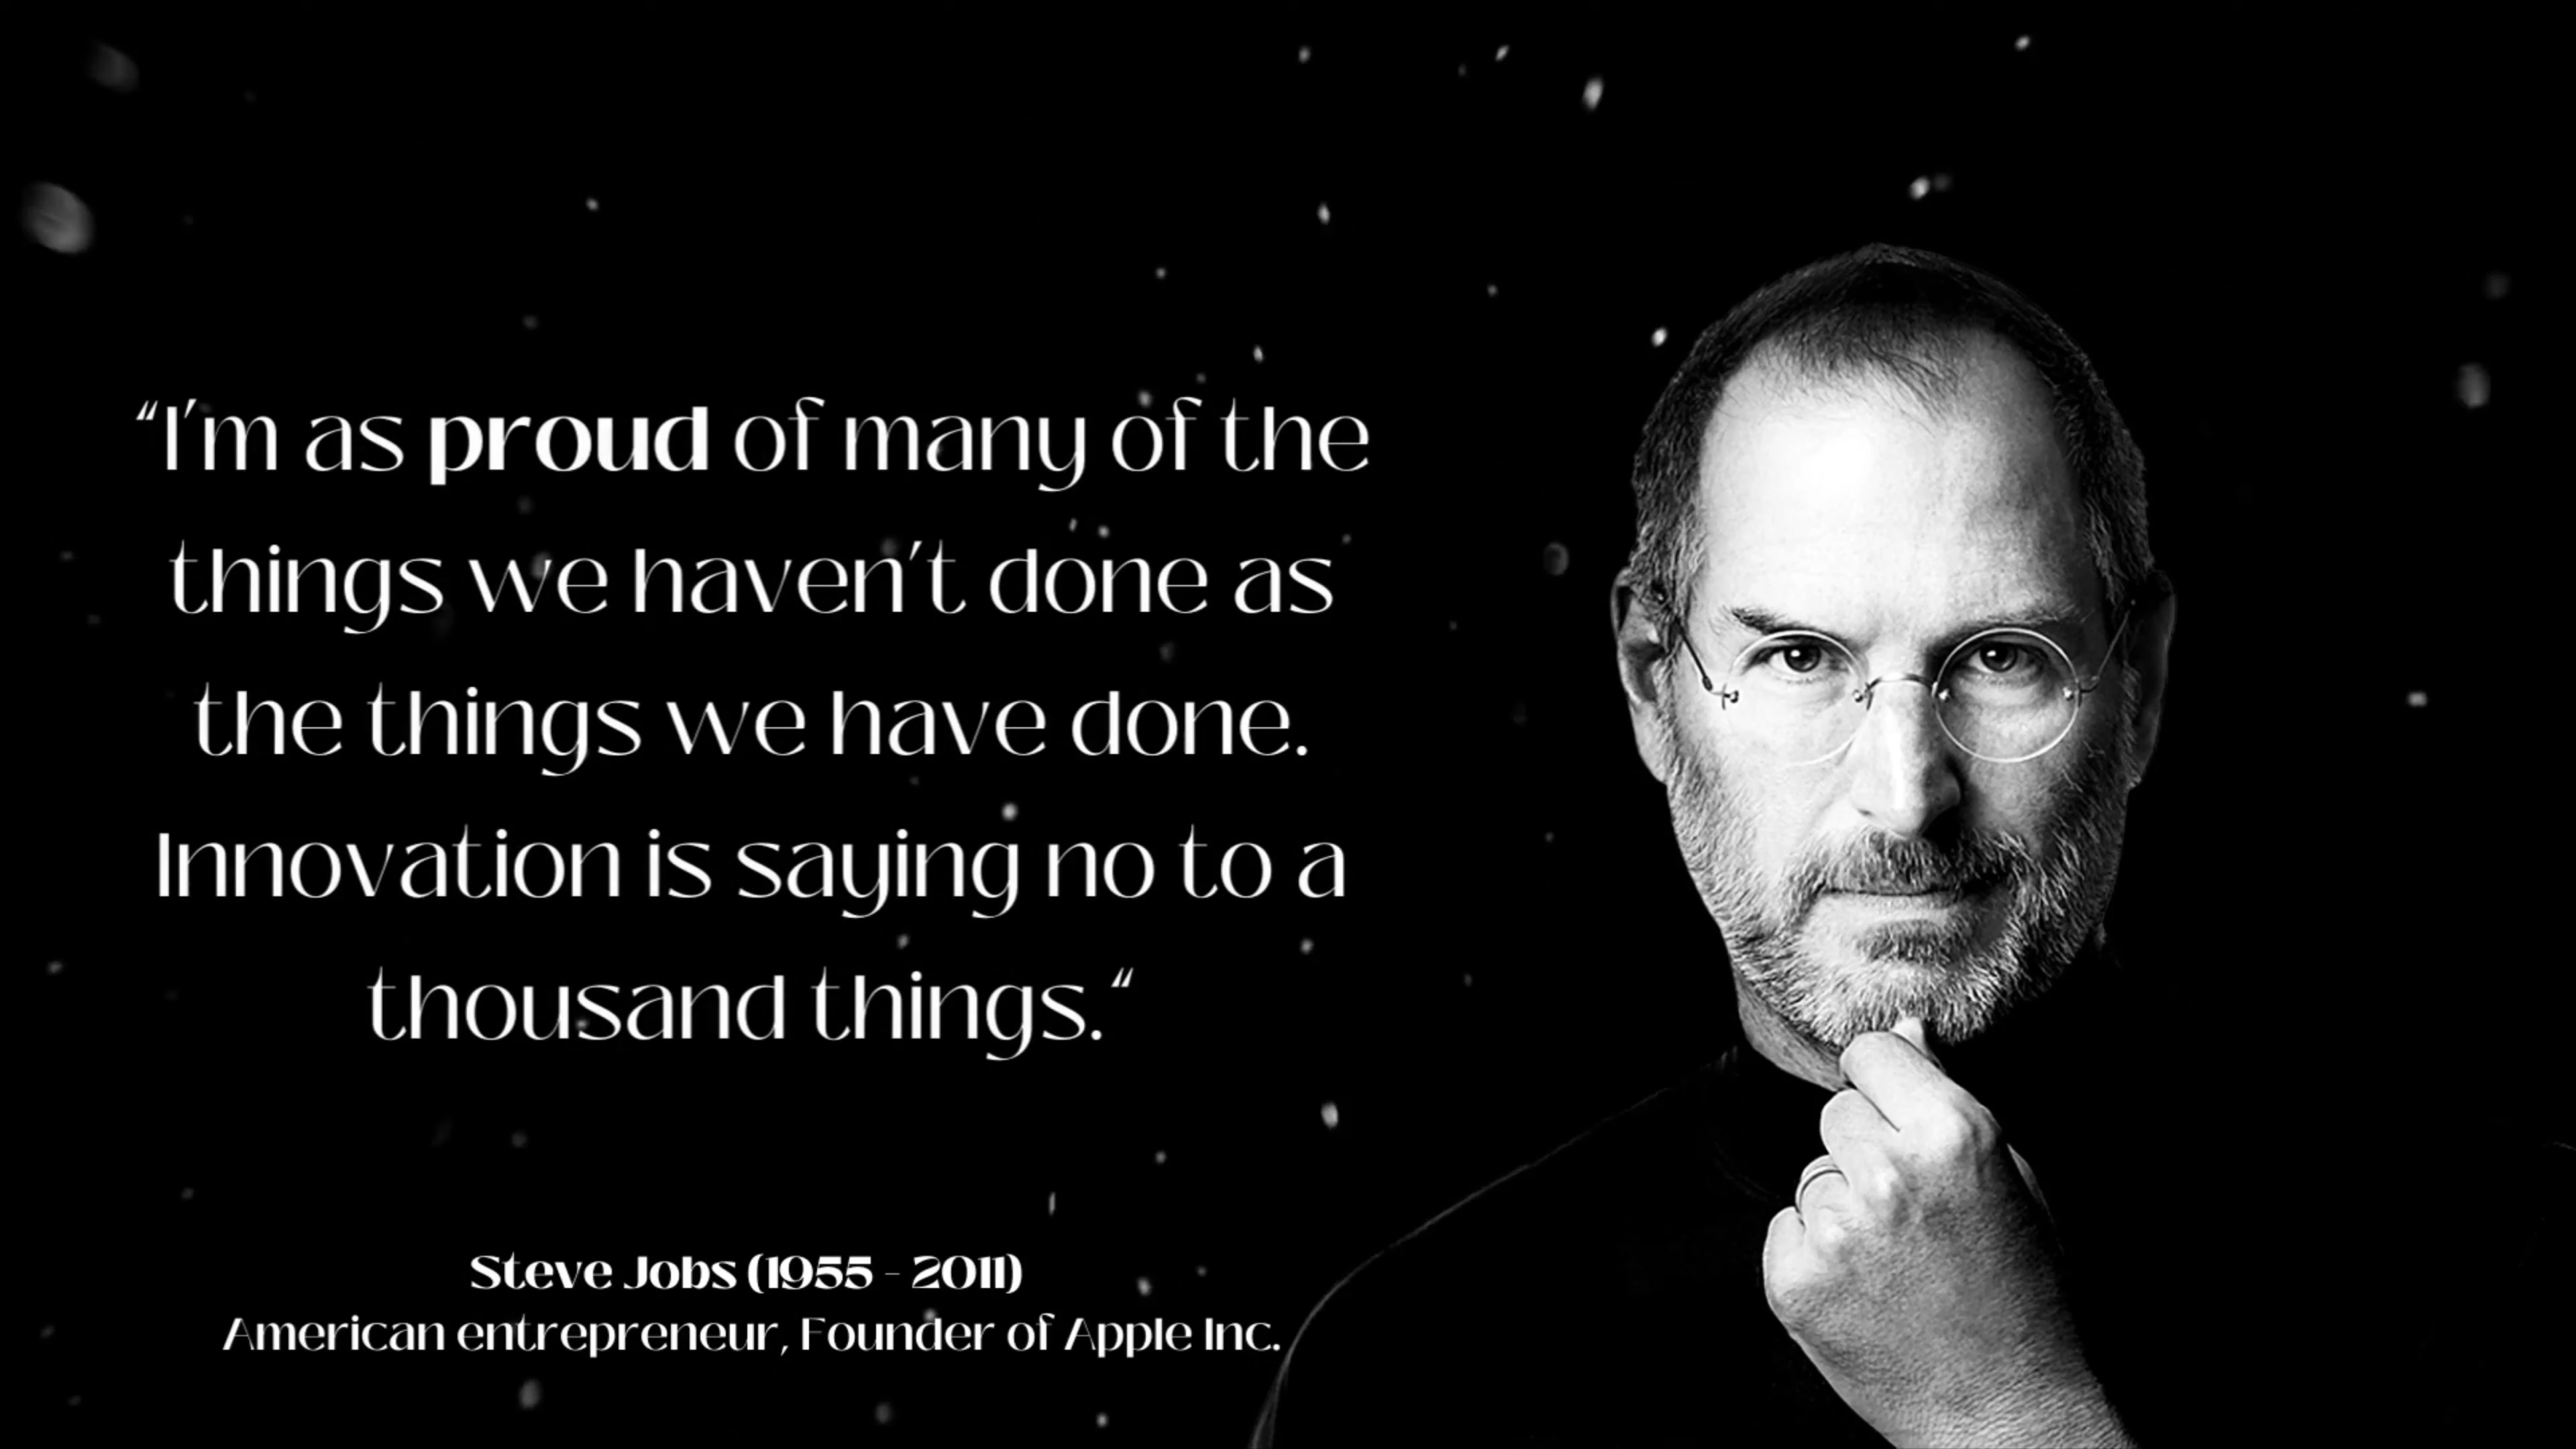 “I'm as proud of many of the
things we haven't done as
the things we have done.
Innovation is saying no to a
thousand things.“
Steve Jobs (1955 - 2011)
American entrepreneur, Founder of Apple Inc.